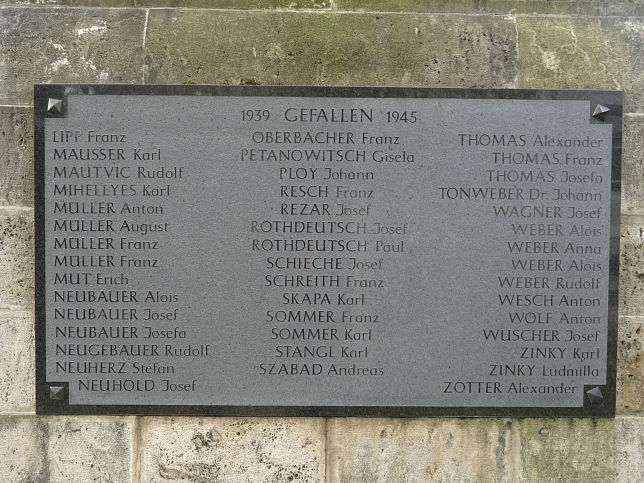 1939 GEFALLEN 1945
LIPP Franz
MAUSSER Karl
MAUTVIC Rudolf
MIHELLYES Karl
MÜLLER Anton
MÜLLER August
MÜLLER Franz
MÜLLER Franz
MUT Erich
NEUBAUER Alois
NEUBAUER Josef
NEUBAUER Josefa
NEUGEBAUER Rudolf
NEUHERZ Stefan
NEUHOLD Josef
OBERBACHER Franz
PETANOWITSCH Gisela
PLOY Johann
RESCH Franz
REZAR Josef
ROTHDEUTSCH Josef
ROTHDEUTSCH Paul
SCHIECHE Josef
SCHREITH Franz
SKAPA Karl
SOMMER Franz
SOMMER Karl
STANGL Karl
SZABAD Andreas
THOMAS Alexander
THOMAS Franz
THOMAS Josefa
TONWEBER Dr. Johann
WAGNER Josef
WEBER Alois
WEBER Anna
WEBER Alois
WEBER Rudolf
WESCH Anton
WOLF Anton
WUSCHER Josef
ZINKY Karl
ZINKY Ludmilla
ZOTTER Alexander